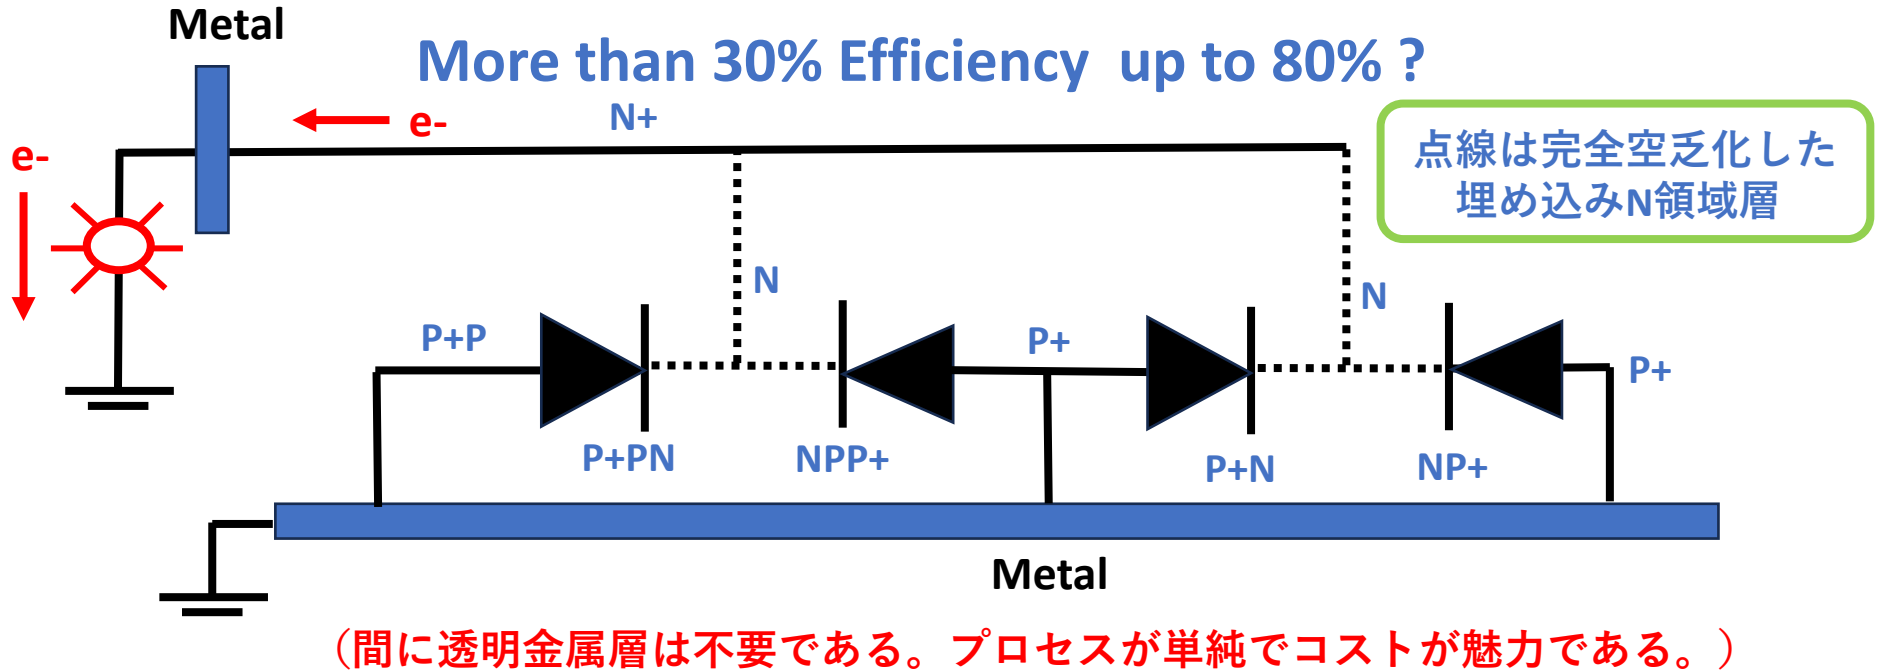 Metal
More than 30% Efficiency up to 80% ?
e-
N+
e-
点線は完全空乏化した
埋め込みN領域層
N
N
P+P
P+
P+
P+PN
NPP+
P+N
NP+
Metal
（間に透明金属層は不要である。プロセスが単純でコストが魅力である。）